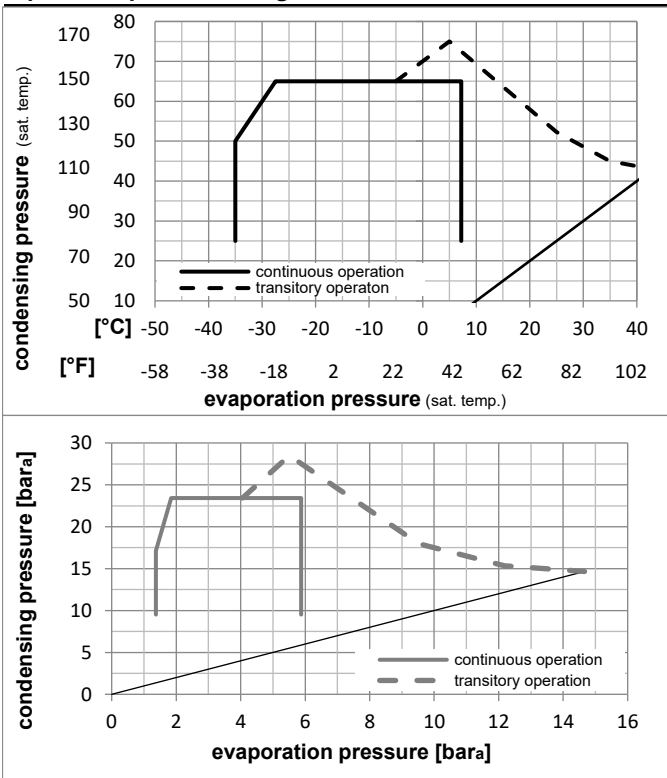 condensing pressure (sat. temp.)
170 80
150 70
130 60
110 50
90 40
70 30
50 20
10
continuous operation
transitory operaton
[°C] -50 -40 -30 -20 -10 0 10 20 30 40
[°F] -58 -38 -18 2 22 42 62 82 102
evaporation pressure (sat. temp.)
condensing pressure [bara]
30
25
20
15
10
5
0
continuous operation
transitory operation
0 2 4 6 8 10 12 14 16
evaporation pressure [bara]